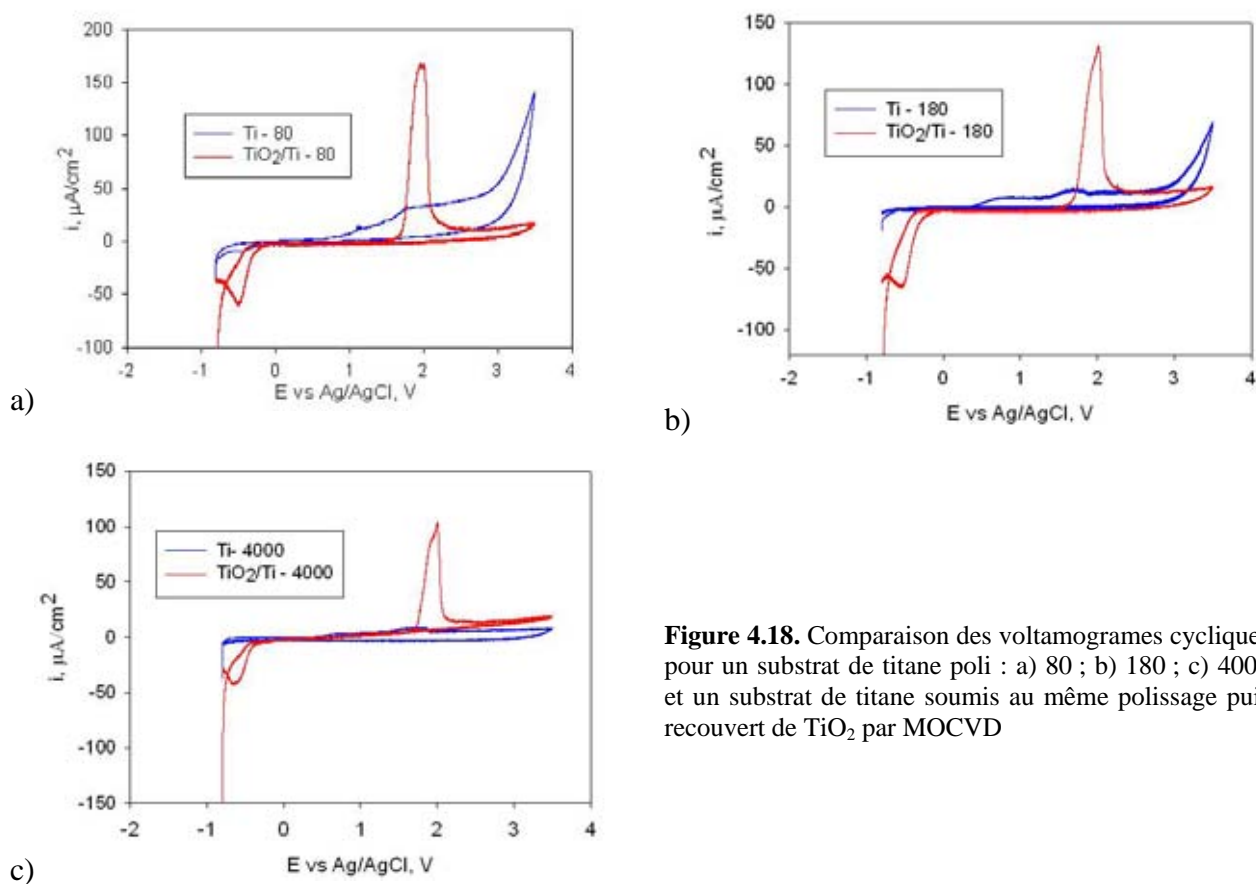 200
150
100
50
0
-50
-100
-2 -1 0 1 2 3 4
i, µA/cm2
E vs Ag/AgCl, V
Ti - 80
TiO2/Ti - 80
a)
150
100
50
0
-50
-100
-2 -1 0 1 2 3 4
i, µA/cm2
E vs Ag/AgCl, V
Ti - 180
TiO2/Ti - 180
b)
150
100
50
0
-50
-100
-150
-2 -1 0 1 2 3 4
i, µA/cm2
E vs Ag/AgCl, V
Ti- 4000
TiO2/Ti - 4000
c)
Figure 4.18. Comparaison des voltamogrames cyclique
pour un substrat de titane poli : a) 80 ; b) 180 ; c) 400
et un substrat de titane soumis au même polissage pui
recouvert de TiO2 par MOCVD